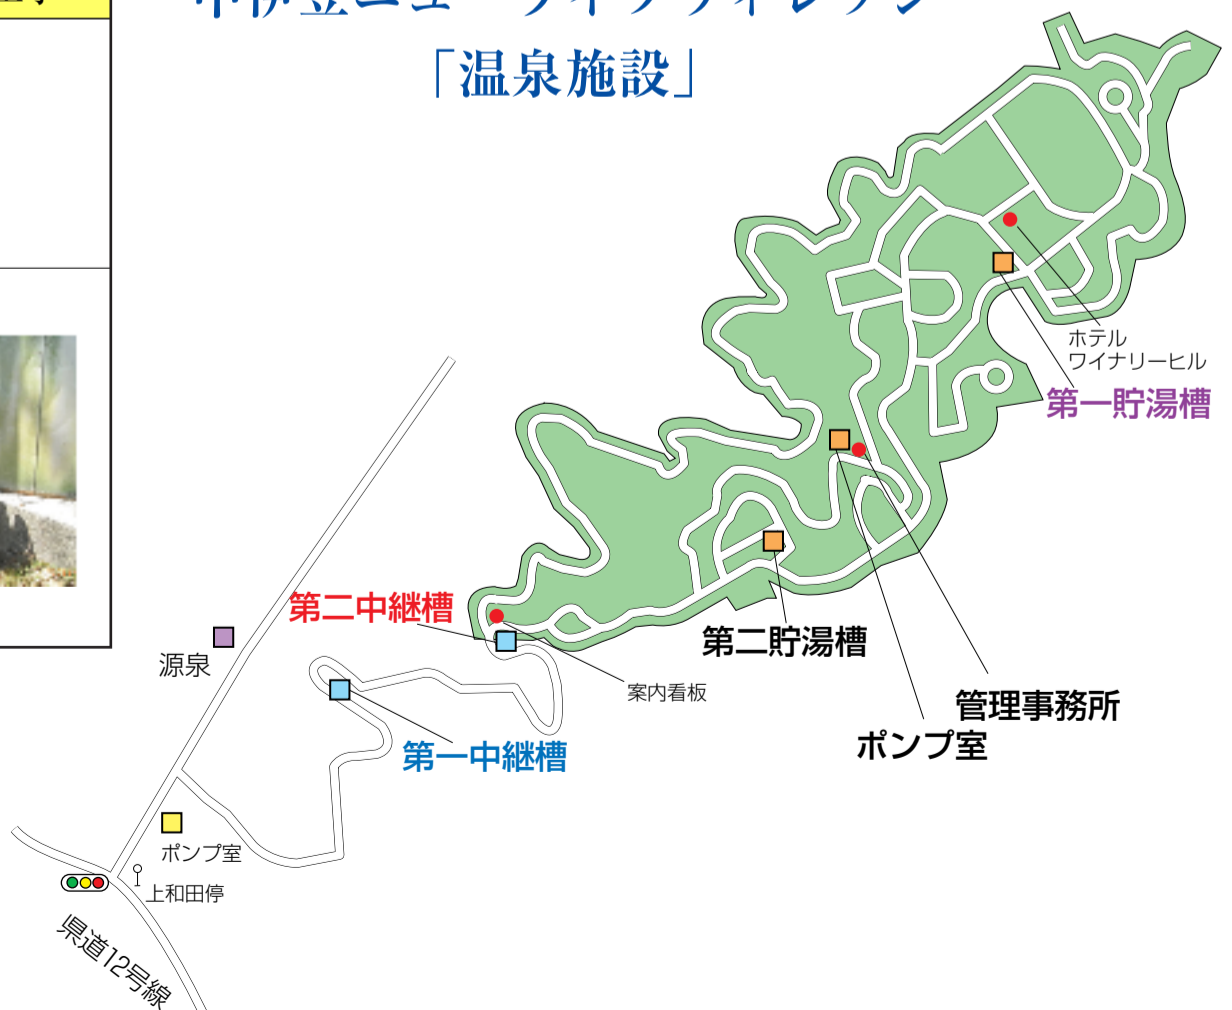 「温泉施設」
ホテル
ワイナリーヒル
第一貯湯槽
第二中継槽
源泉
第二貯湯槽
案内看板
管理事務所
ポンプ室
第一中継槽
ポンプ室
上和田停
県道12号線